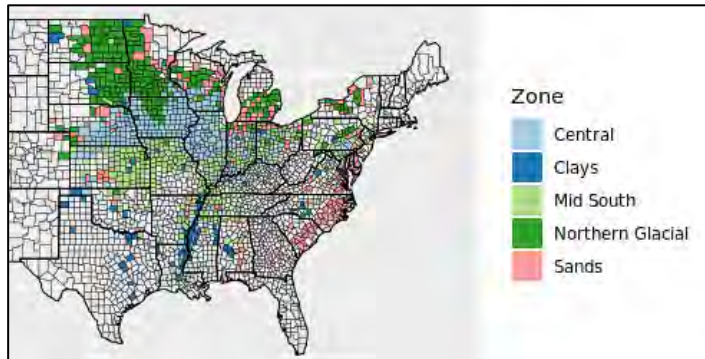 Zone
Central
Clays
Mid South
Northern Glacial
Sands